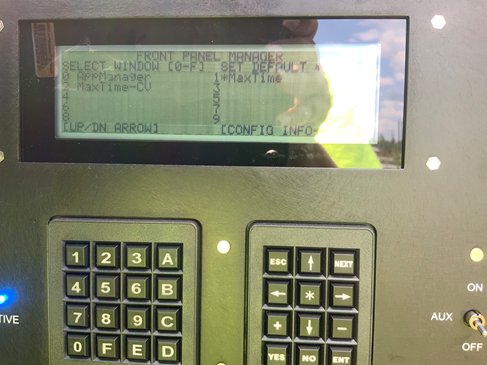 FRONT PANEL MANAGER
SELECT WINDOW [0-F] SET DEFAULT *
0 AppManager 1*MaxTime
2 MaxTime-CV 3
4 5
6 7
8 9
[UP/DN ARROW] [CONFIG INFO-
1 2 3 A
4 5 6 B
7 8 9 C
0 F E D
ESC ↑ NEXT
← * →
+ ↓ -
YES NO ENT
TIVE
ON
AUX
OFF